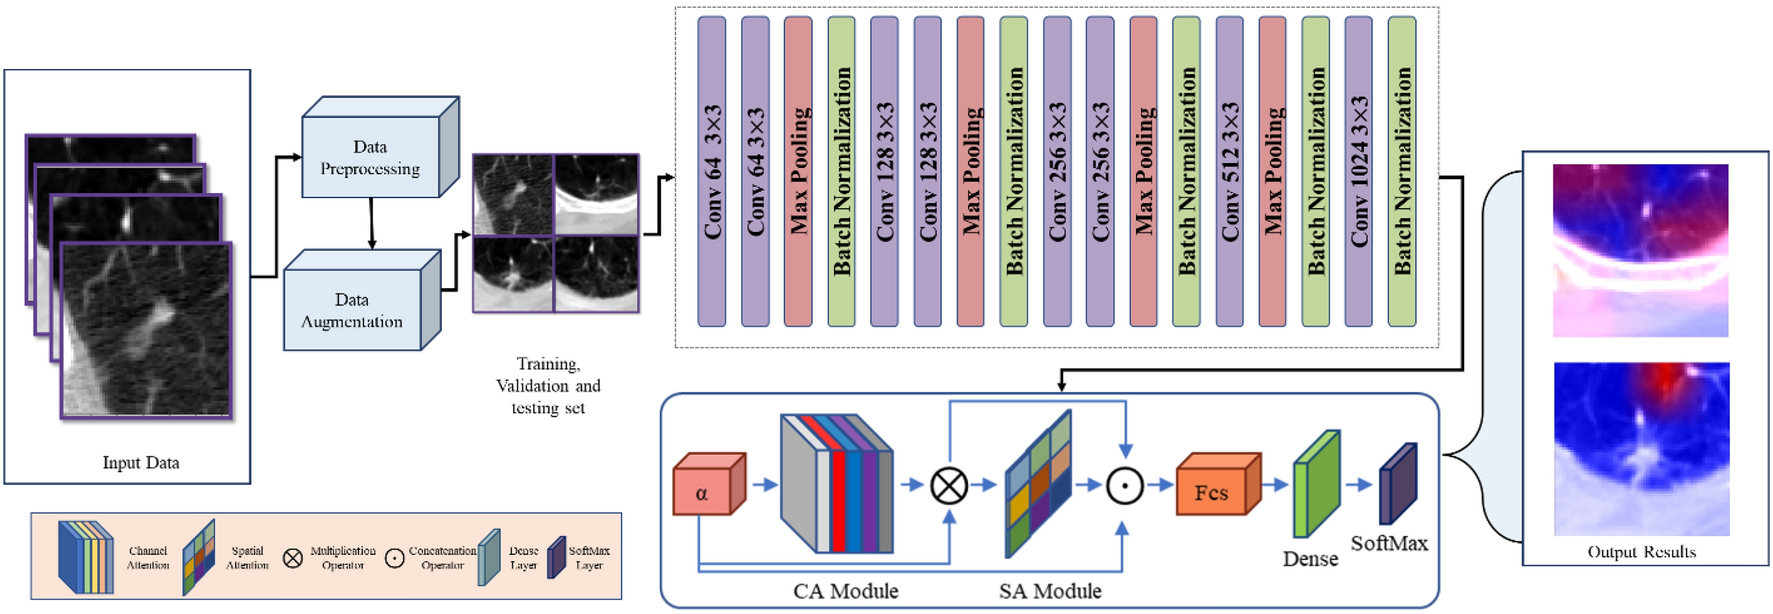 Input Data
Data
Preprocessing
Data
Augmentation
Training,
Validation and
testing set
Conv 64 3×3
Conv 64 3×3
Max Pooling
Batch Normalization
Conv 128 3×3
Conv 128 3×3
Max Pooling
Batch Normalization
Conv 256 3×3
Conv 256 3×3
Max Pooling
Batch Normalization
Conv 512 3×3
Max Pooling
Batch Normalization
Conv 1024 3×3
Batch Normalization
α
CA Module
SA Module
Fcs
Dense
SoftMax
Output Results
Channel
Attention
Spatial
Attention
Multiplication
Operator
Concatenation
Operator
Dense
Layer
SoftMax
Layer